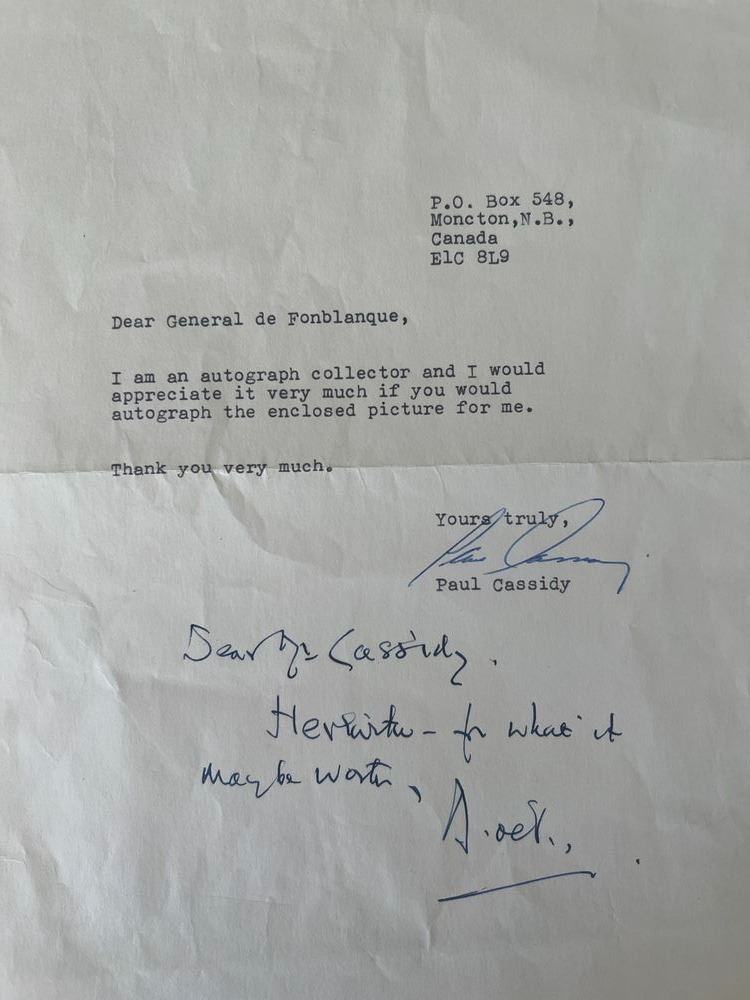 P.O. Box 548,
Moncton,N.B.,
Canada
ElC 8L9
Dear General de Fonblanque,
I am an autograph collector and I would
appreciate it very much if you would
autograph the enclosed picture for me.
Thank you very much.
Yours truly,
Paul Cassidy
Dear Mr Cassidy.
Herewith – for what it
may be worth,